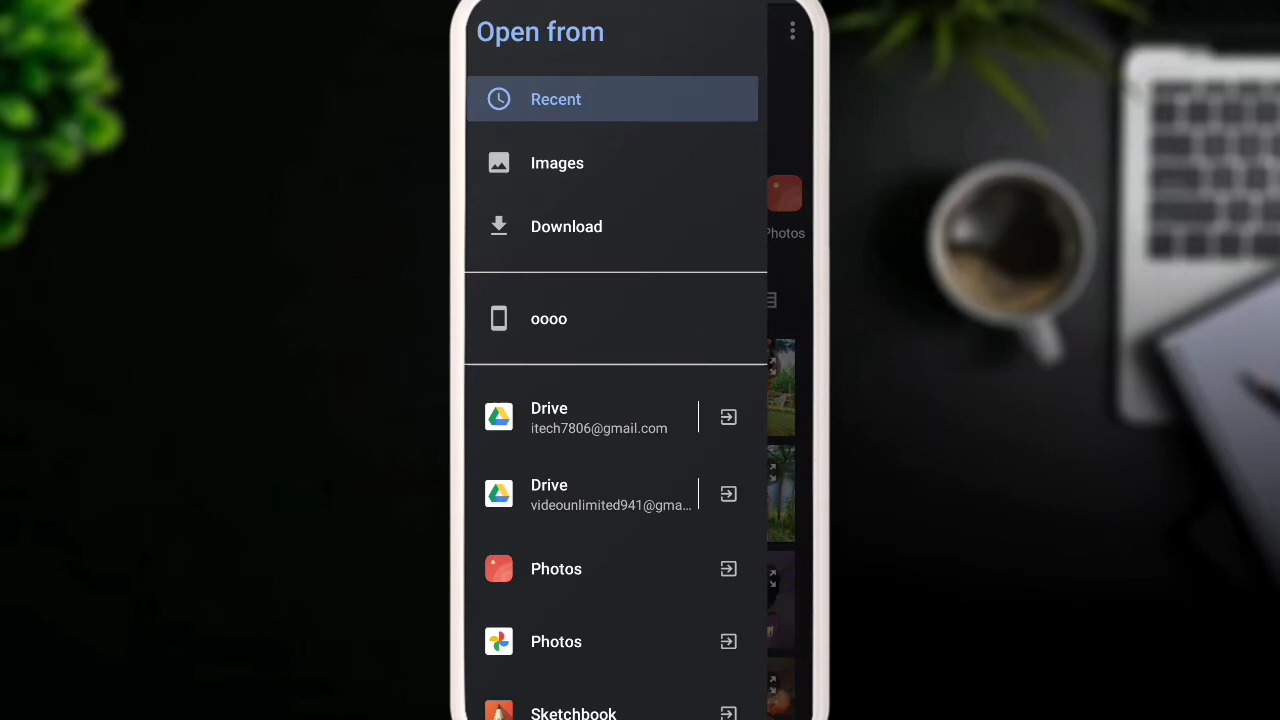 Open from
Recent
Images
Download
Photos
oooo
Drive
itech7806@gmail.com
Drive
videounlimited941@gma...
Photos
Photos
Sketchbook